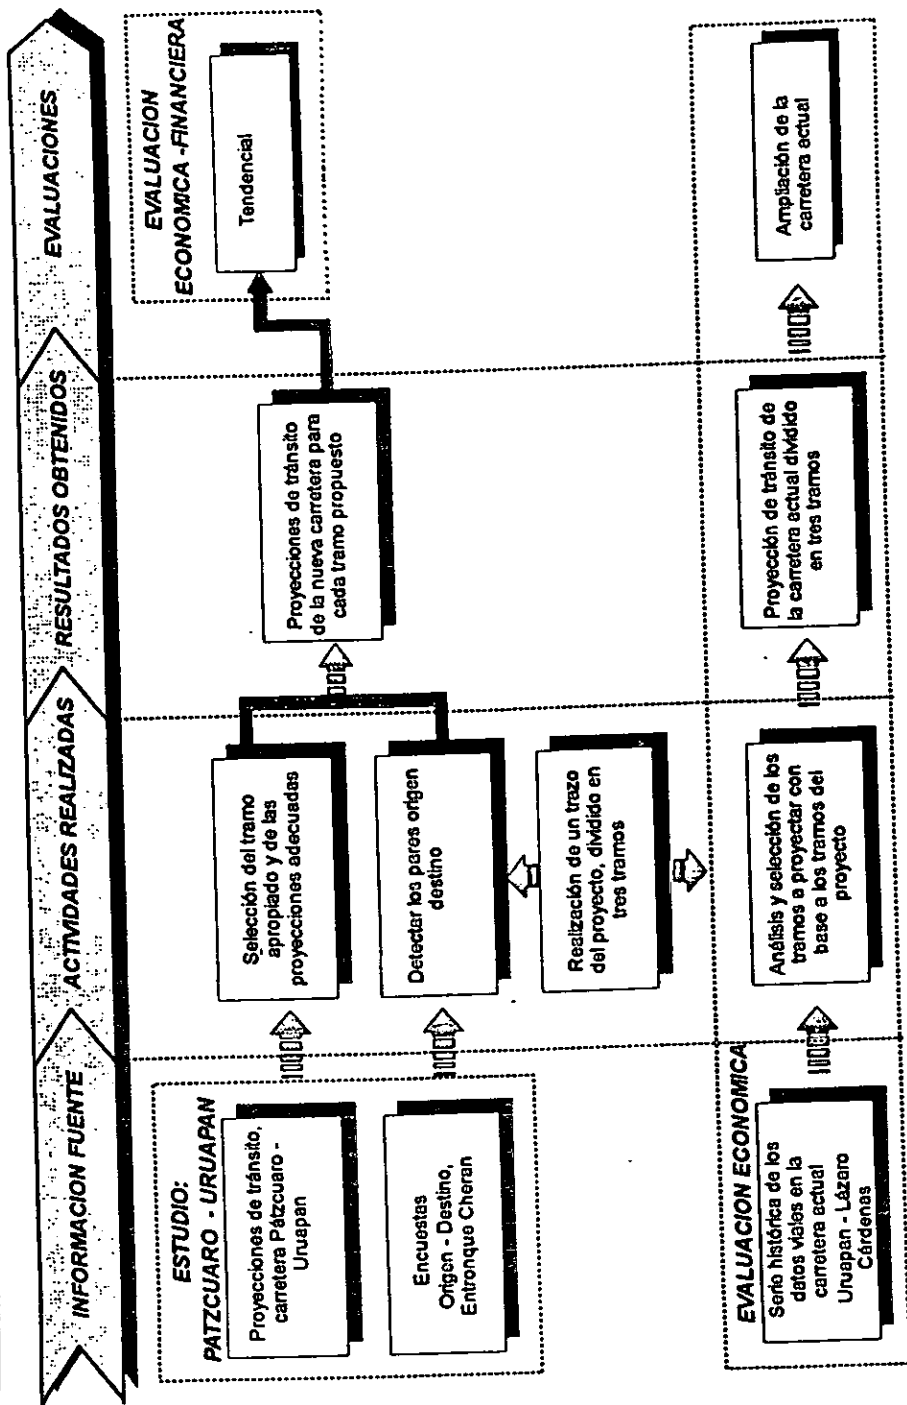 INFORMACION FUENTE
ACTIVIDADES REALIZADAS
RESULTADOS OBTENIDOS
EVALUACIONES
ESTUDIO:
PATZCUARO - URUAPAN
Proyecciones de tránsito,
carretera Pátzcuaro -
Uruapan
Encuestas
Origen - Destino,
Entronque Cheran
Selección del tramo
apropiado y de las
proyecciones adecuadas
Detectar los pares origen
destino
Realización de un trazo
del proyecto, dividido en
tres tramos
Proyecciones de tránsito
de la nueva carretera para
cada tramo propuesto
EVALUACION
ECONOMICA -FINANCIERA
Tendencial
EVALUACION ECONOMICA
Serie histórica de los
datos viales en la
carretera actual
Uruapan - Lázaro
Cárdenas
Análisis y selección de los
tramos a proyectar con
base a los tramos del
proyecto
Proyección de tránsito de
la carretera actual dividido
en tres tramos
Ampliación de la
carretera actual